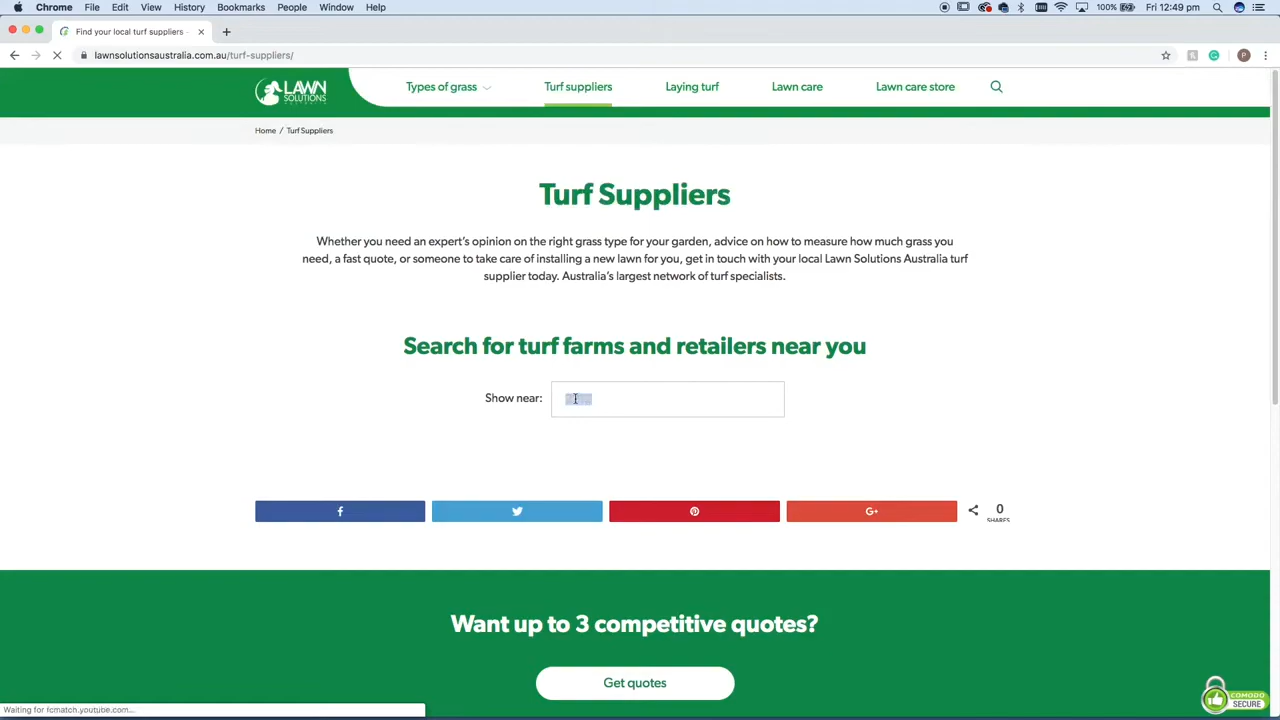 Chrome File Edit View History Bookmarks People Window Help 100% Fri 12:49 pm
Find your local turf suppliers -
lawnsolutionsaustralia.com.au/turf-suppliers/ P
LAWN
SOLUTIONS
AUSTRALIA
Types of grass Turf suppliers Laying turf Lawn care Lawn care store
Home / Turf Suppliers
Turf Suppliers
Whether you need an expert's opinion on the right grass type for your garden, advice on how to measure how much grass you
need, a fast quote, or someone to take care of installing a new lawn for you, get in touch with your local Lawn Solutions Australia turf
supplier today. Australia's largest network of turf specialists.
Search for turf farms and retailers near you
Show near:
f G+ 0
SHARES
Want up to 3 competitive quotes?
Get quotes
COMODO
SECURE
Waiting for fcmatch.youtube.com...